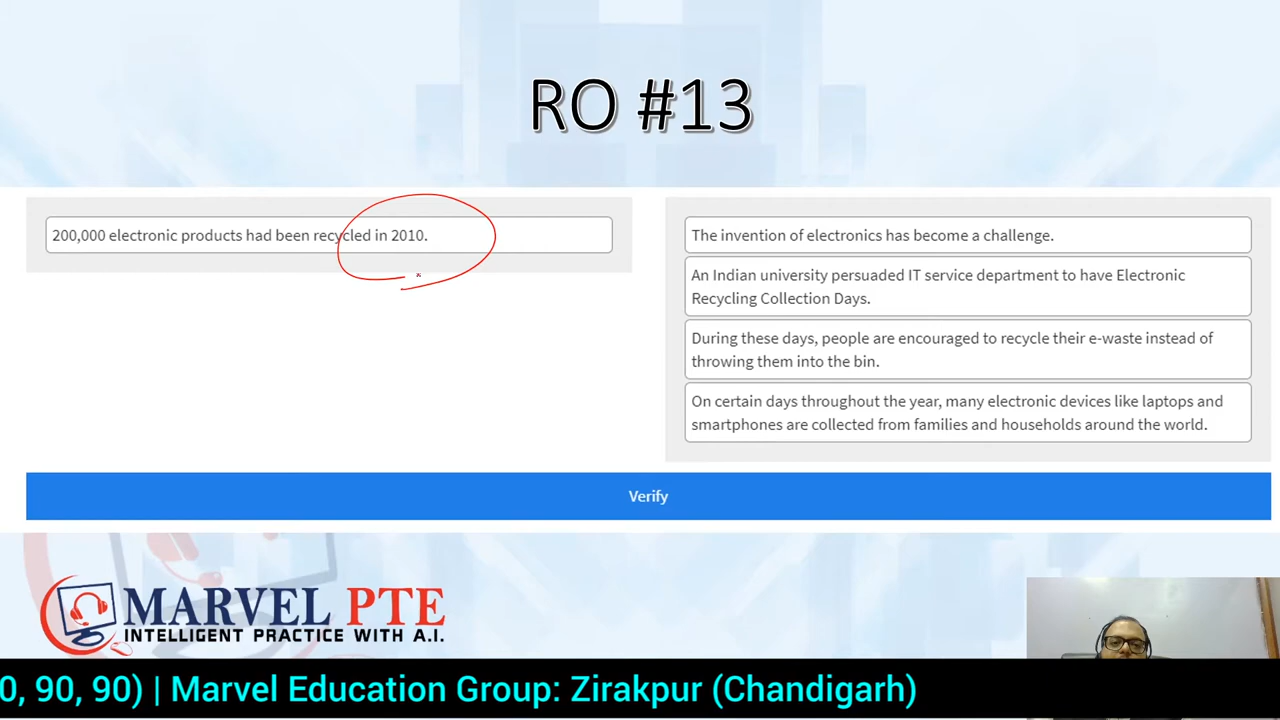 RO #13
200,000 electronic products had been recycled in 2010.
The invention of electronics has become a challenge.
An Indian university persuaded IT service department to have Electronic
Recycling Collection Days.
During these days, people are encouraged to recycle their e-waste instead of
throwing them into the bin.
On certain days throughout the year, many electronic devices like laptops and
smartphones are collected from families and households around the world.
Verify
MARVEL PTE
INTELLIGENT PRACTICE WITH A.I.
0, 90, 90) | Marvel Education Group: Zirakpur (Chandigarh)